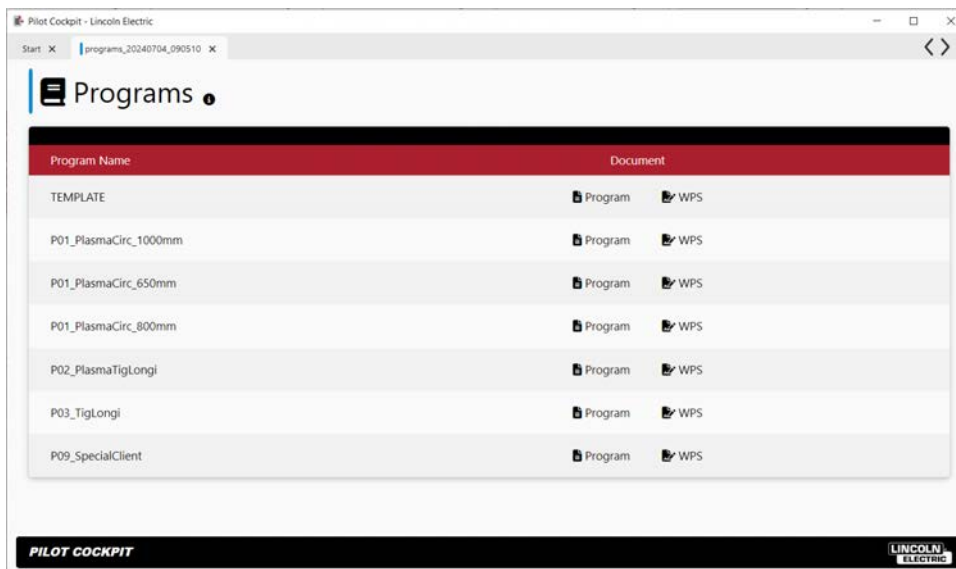 Pilot Cockpit - Lincoln Electric
Start programs_20240704_090510
Programs
Program Name Document
TEMPLATE Program WPS
P01_PlasmaCirc_1000mm Program WPS
P01_PlasmaCirc_650mm Program WPS
P01_PlasmaCirc_800mm Program WPS
P02_PlasmaTigLongi Program WPS
P03_TigLongi Program WPS
P09_SpecialClient Program WPS
PILOT COCKPIT
LINCOLN
ELECTRIC